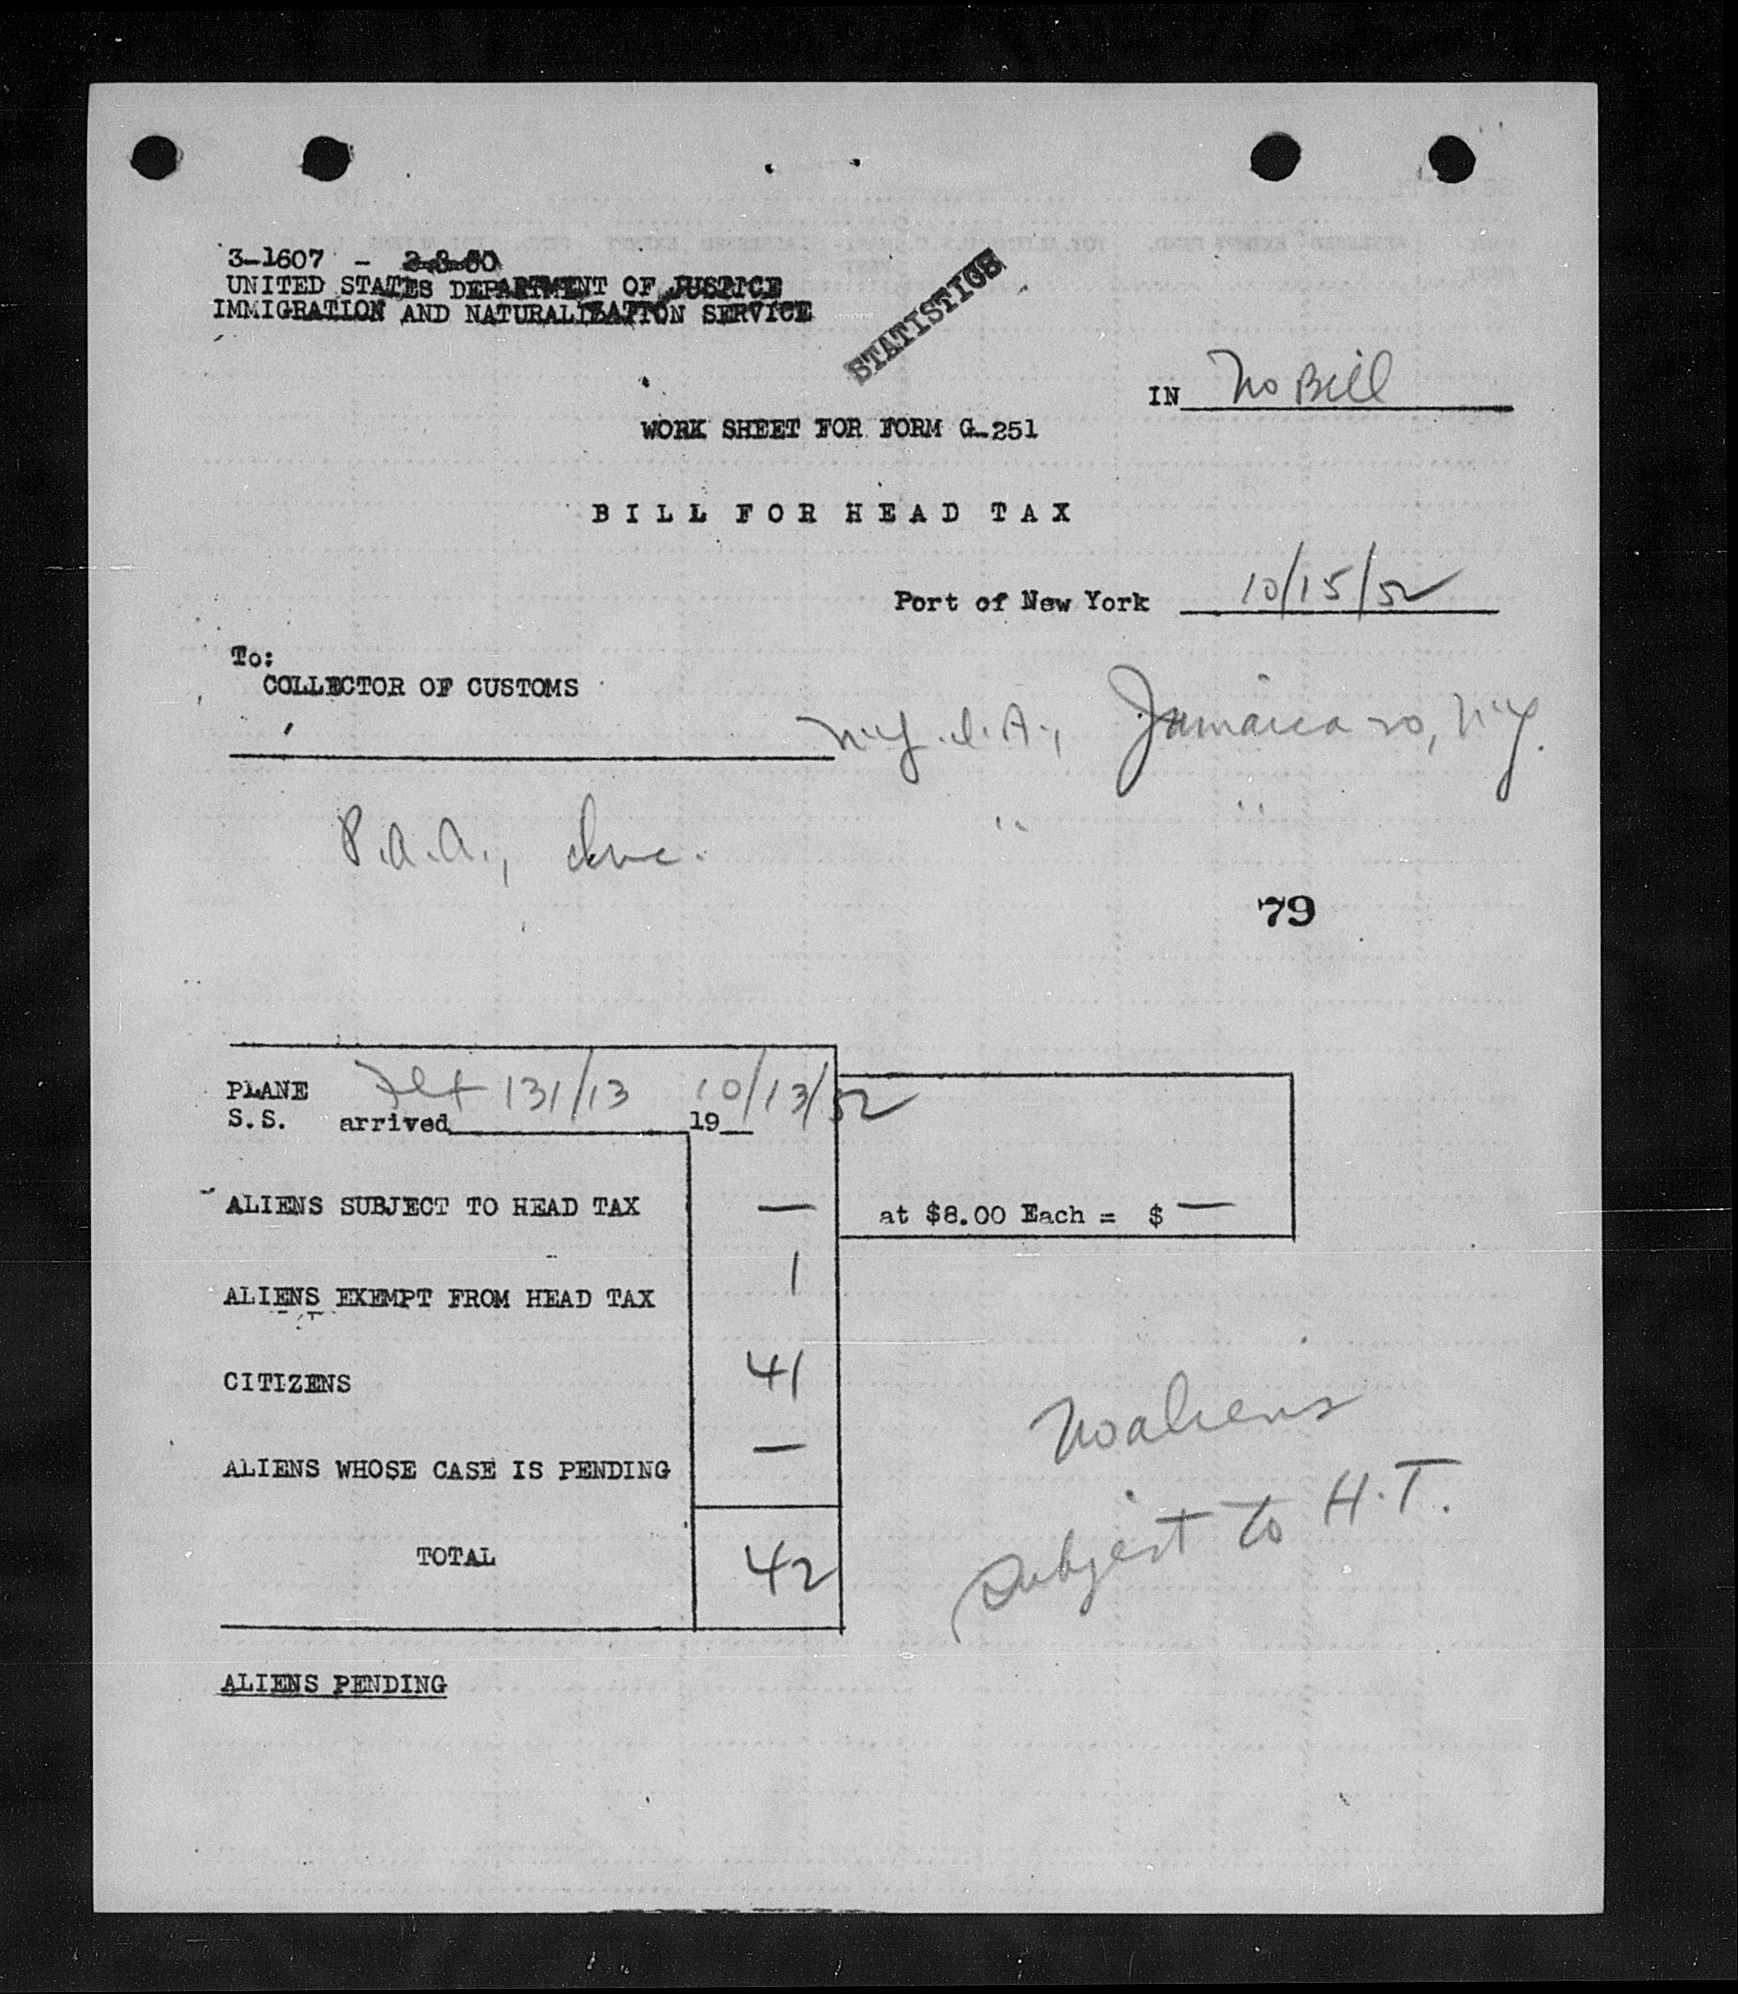 3-1607 - 2-8-50
UNITED STATES DEPARTMENT OF JUSTICE
IMMIGRATION AND NATURALIZATION SERVICE
STATISTICS
IN No Bill
WORK SHEET FOR FORM G-251
BILL FOR HEAD TAX
Port of New York 10/15/52
To:
COLLECTOR OF CUSTOMS
N.Y.I.A., Jamaica 20, N.Y.
P.A.A., Inc. " "
79
PLANE Flt 131/13 10/13/52
S.S. arrived 19
ALIENS SUBJECT TO HEAD TAX — at $8.00 Each = $ —
ALIENS EXEMPT FROM HEAD TAX 1
CITIZENS 41
ALIENS WHOSE CASE IS PENDING —
TOTAL 42
No aliens
subject to H.T.
ALIENS PENDING